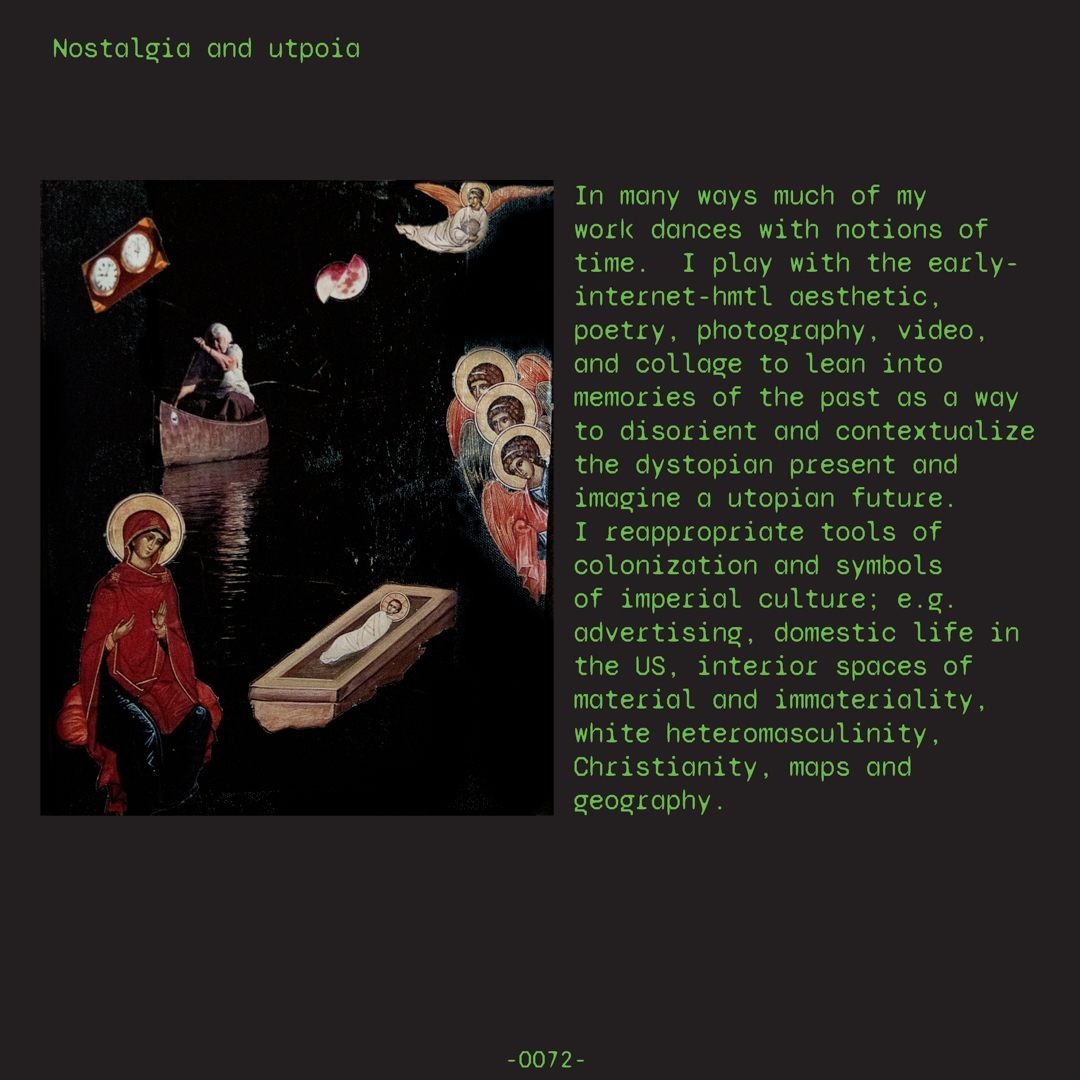 Nostalgia and utpoia
In many ways much of my
work dances with notions of
time.  I play with the early-
internet-hmtl aesthetic,
poetry, photography, video,
and collage to lean into
memories of the past as a way
to disorient and contextualize
the dystopian present and
imagine a utopian future.
I reappropriate tools of
colonization and symbols
of imperial culture; e.g.
advertising, domestic life in
the US, interior spaces of
material and immateriality,
white heteromasculinity,
Christianity, maps and
geography.
-0072-